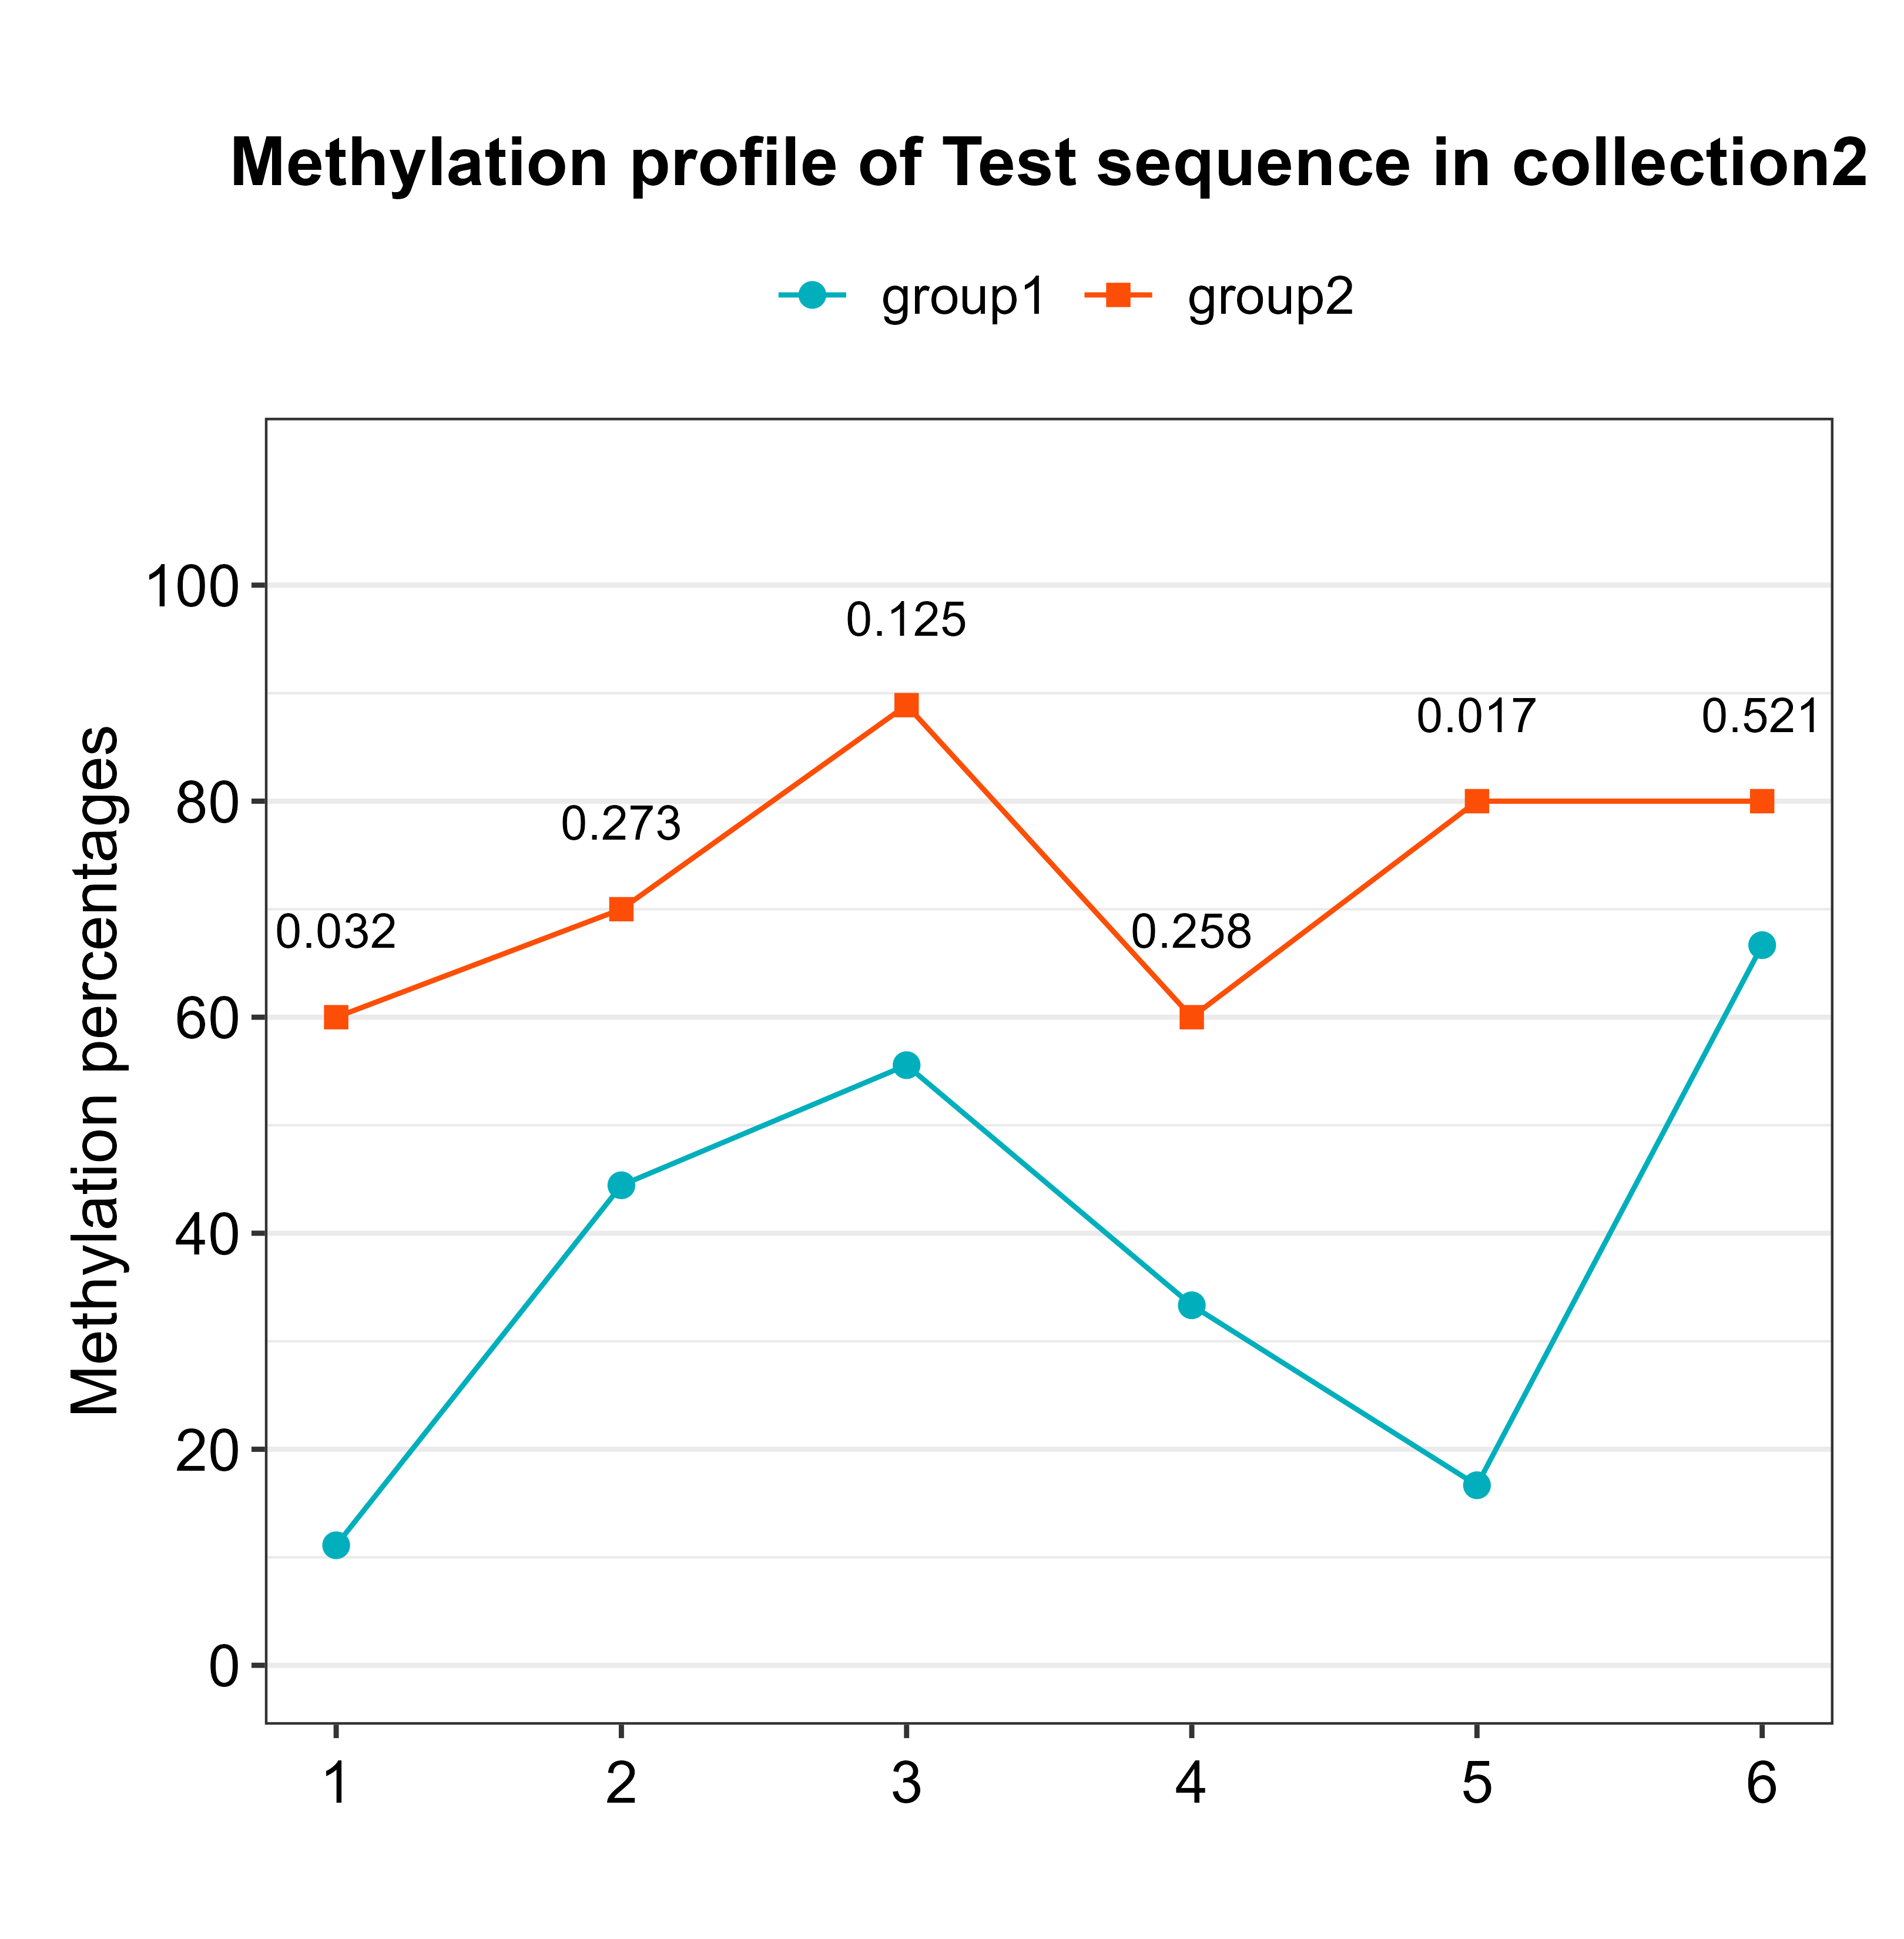 Methylation profile of Test sequence in collection2
group1 group2
Methylation percentages
100
80
60
40
20
0
0.125
0.017 0.521
0.273
0.032 0.258
1 2 3 4 5 6